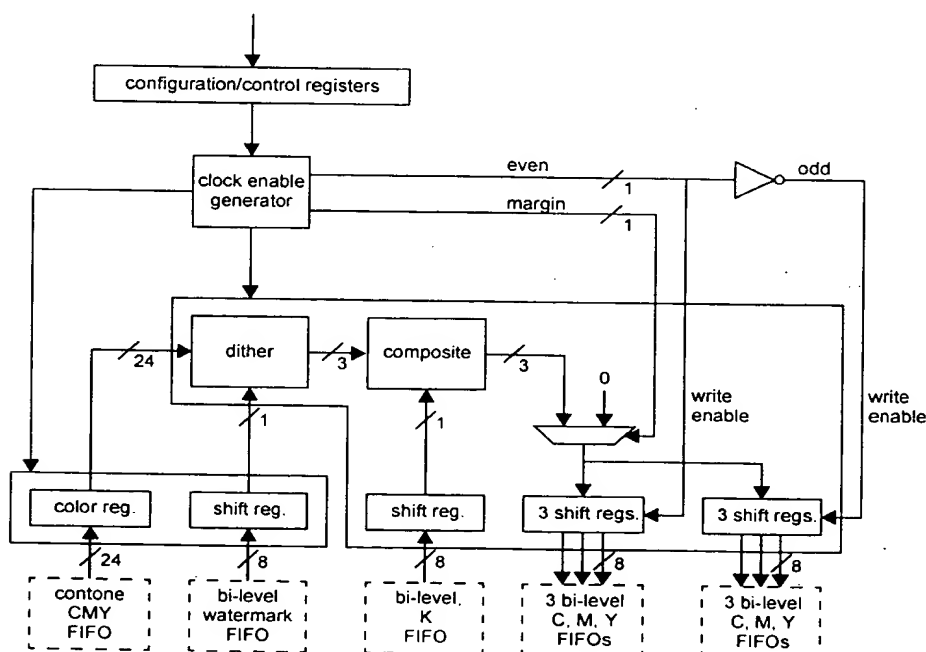 configuration/control registers
clock enable
generator
even
1
odd
margin
1
dither
24
3
composite
3
0
1
1
write
enable
write
enable
color reg.
shift reg.
shift reg.
3 shift regs.
3 shift regs.
24
8
8
8
8
contone
CMY
FIFO
bi-level
watermark
FIFO
bi-level,
K
FIFO
3 bi-level
C, M, Y
FIFOs
3 bi-level
C, M, Y
FIFOs